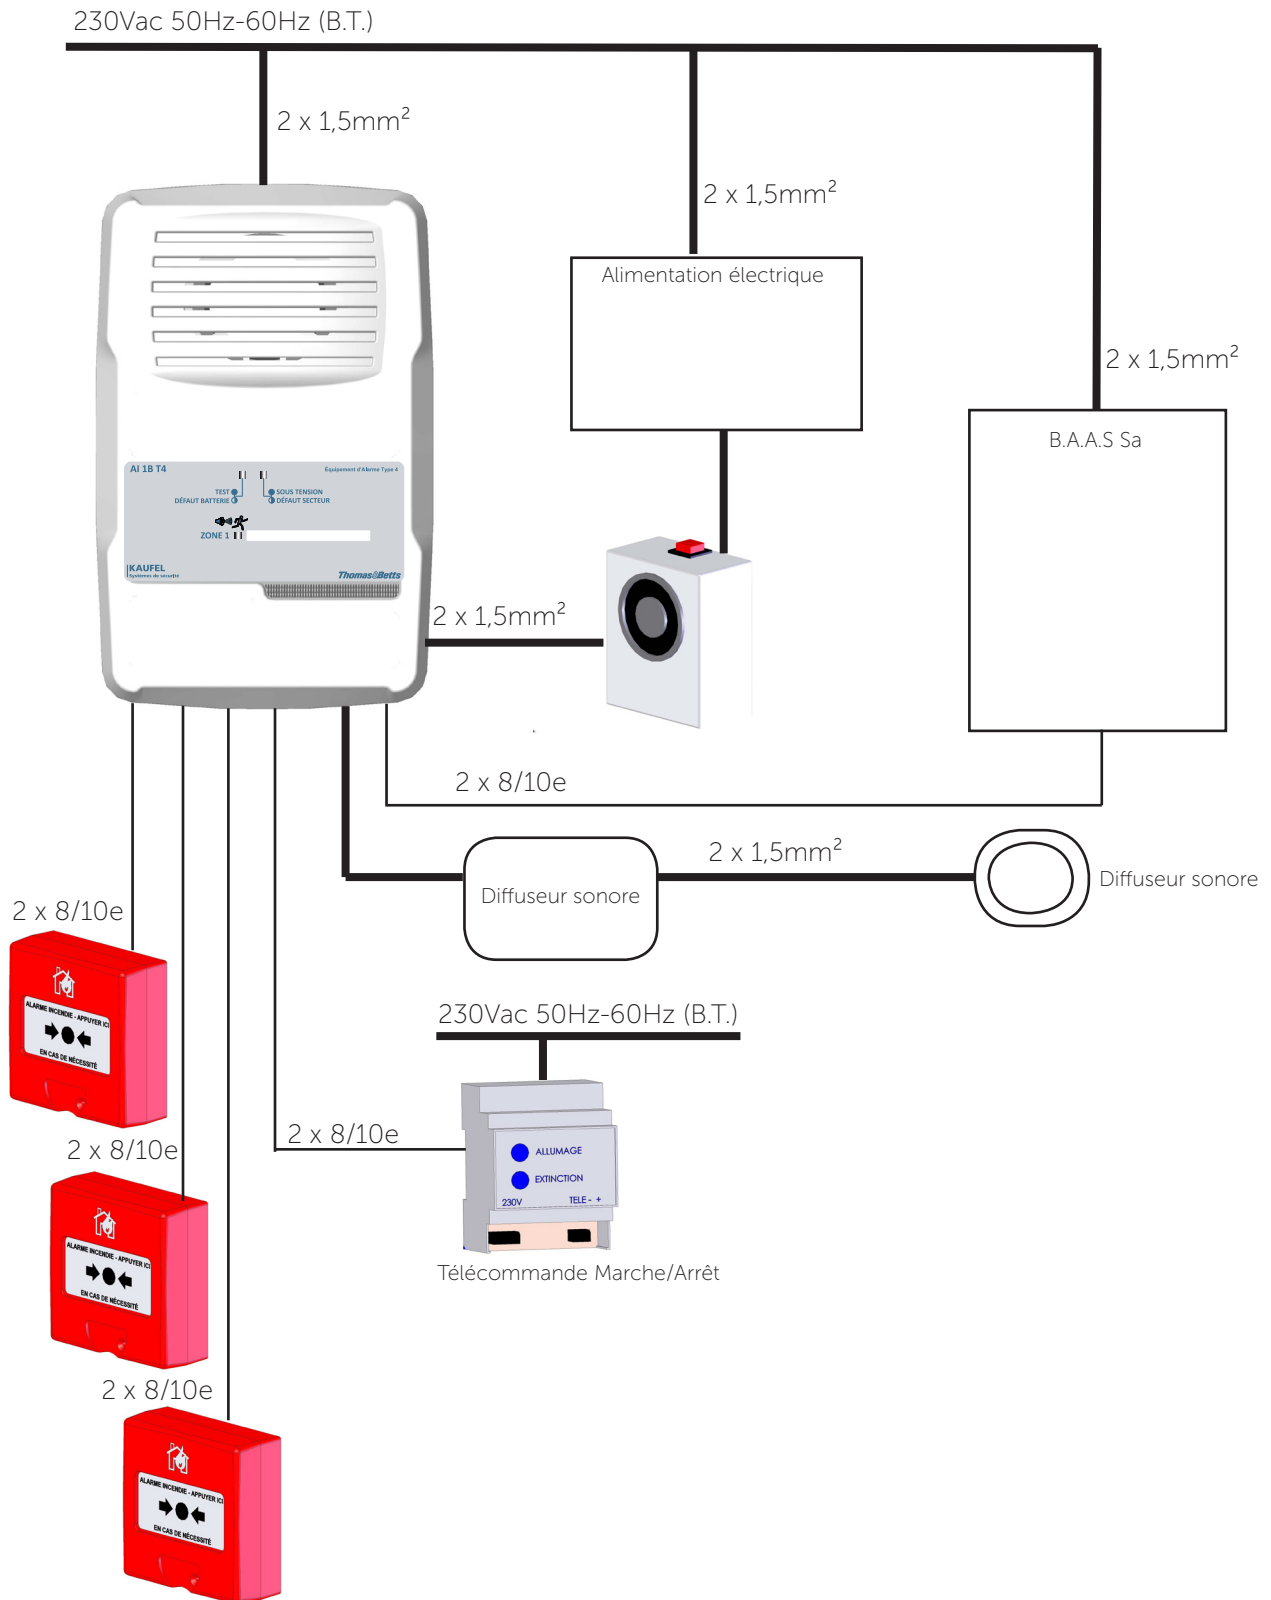 230Vac 50Hz-60Hz (B.T.)
2 x 1,5mm²
2 x 1,5mm²
Alimentation électrique
2 x 1,5mm²
B.A.A.S Sa
AI 1B T4
Équipement d'Alarme Type 4
TEST
SOUS TENSION
DÉFAUT BATTERIE
DÉFAUT SECTEUR
ZONE 1
KAUFEL
Systèmes de sécurité
Thomas&Betts
2 x 1,5mm²
2 x 8/10e
2 x 1,5mm²
Diffuseur sonore
Diffuseur sonore
2 x 8/10e
ALARME INCENDIE - APPUYER ICI
EN CAS DE NÉCESSITÉ
230Vac 50Hz-60Hz (B.T.)
2 x 8/10e
ALLUMAGE
EXTINCTION
230V
TELE - +
Télécommande Marche/Arrêt
2 x 8/10e
ALARME INCENDIE - APPUYER ICI
EN CAS DE NÉCESSITÉ
2 x 8/10e
ALARME INCENDIE - APPUYER ICI
EN CAS DE NÉCESSITÉ